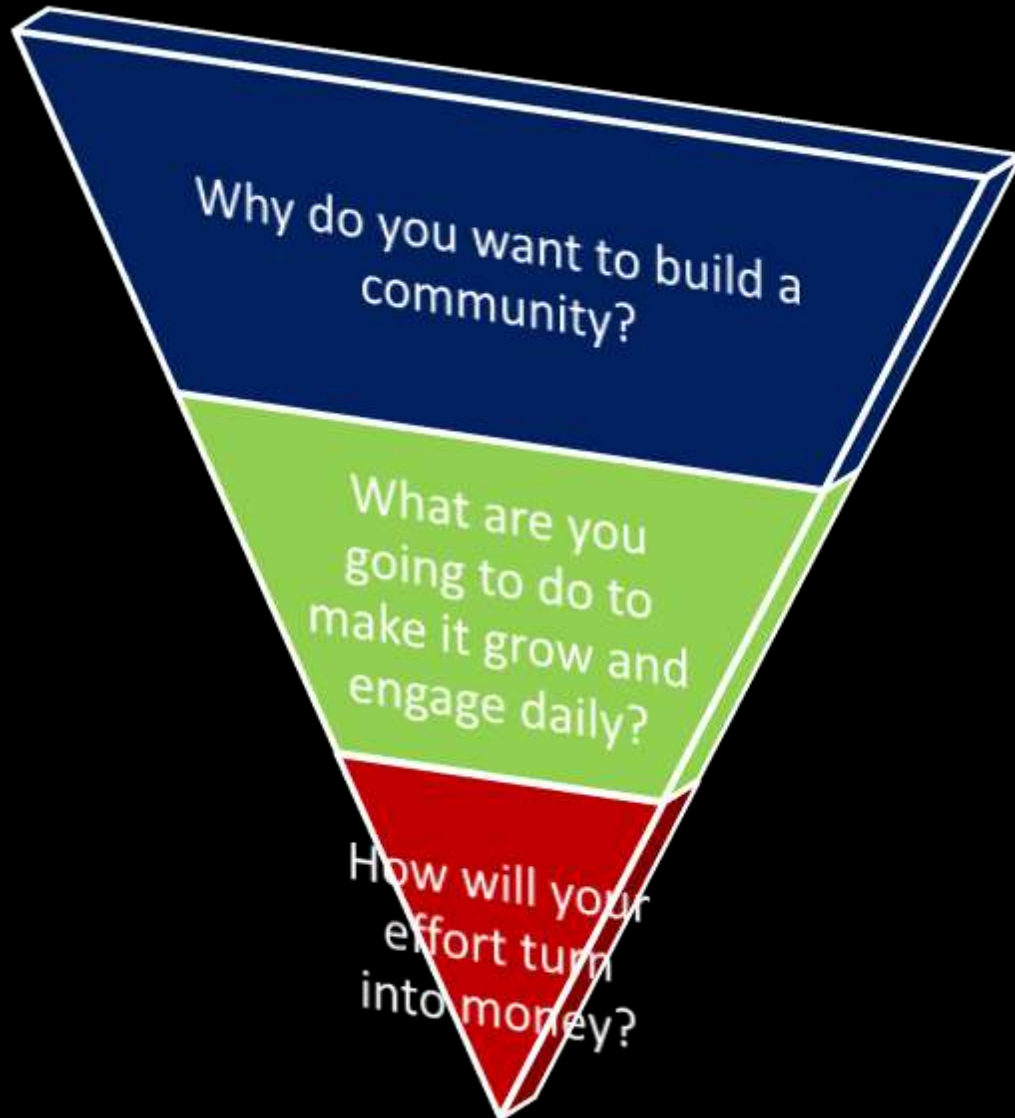 Why do you want to build a
community?
What are you
going to do to
make it grow and
engage daily?
How will your
effort turn
into money?